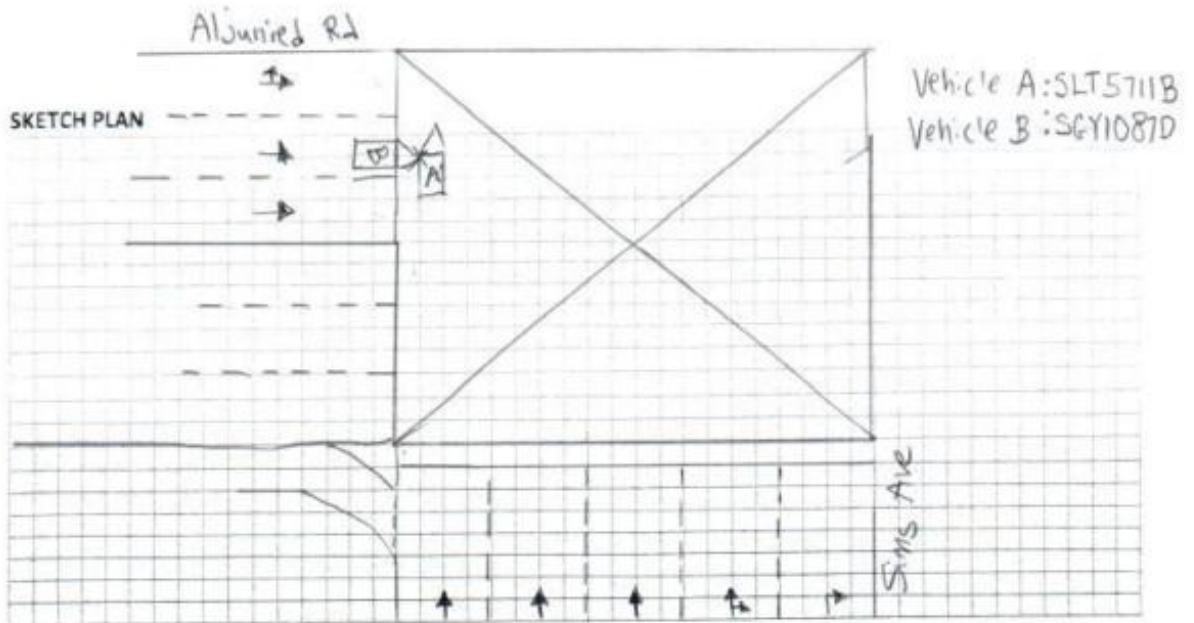 Aljunied Rd
SKETCH PLAN
Vehicle A: SLT5711B
Vehicle B: SGY1087D
B
A
Sims Ave